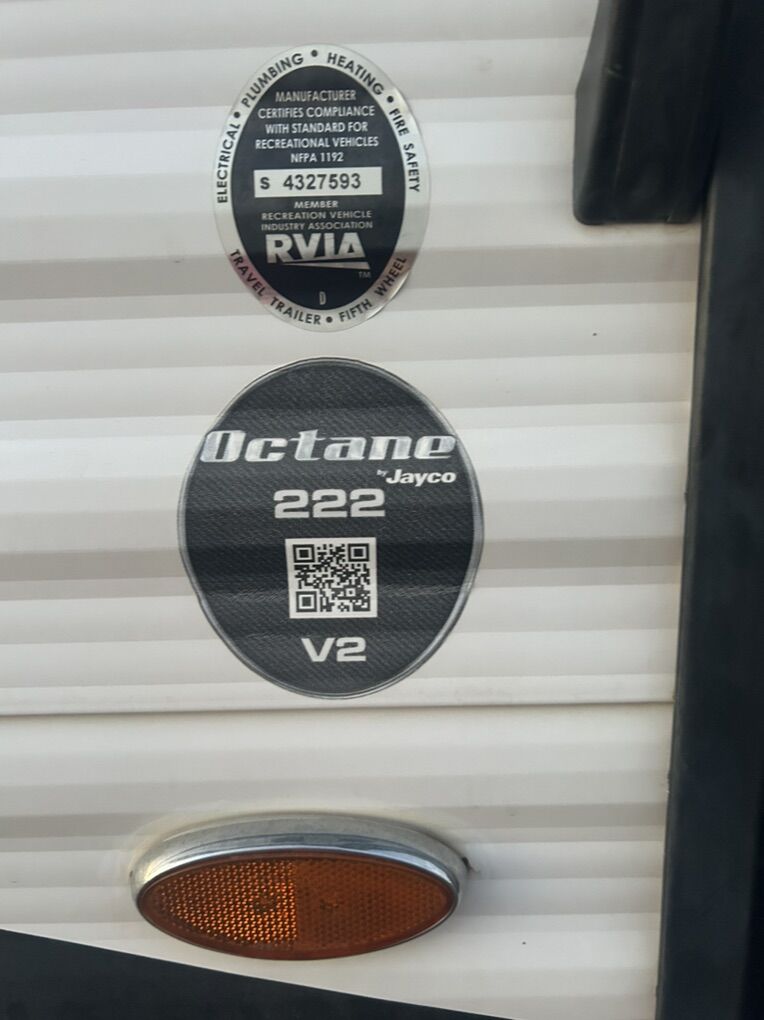 ELECTRICAL • PLUMBING • HEATING • FIRE SAFETY
MANUFACTURER
CERTIFIES COMPLIANCE
WITH STANDARD FOR
RECREATIONAL VEHICLES
NFPA 1192
S 4327593
MEMBER
RECREATION VEHICLE
INDUSTRY ASSOCIATION
RVIA
TM
D
TRAVEL TRAILER • FIFTH WHEEL
Octane
by Jayco
222
V2